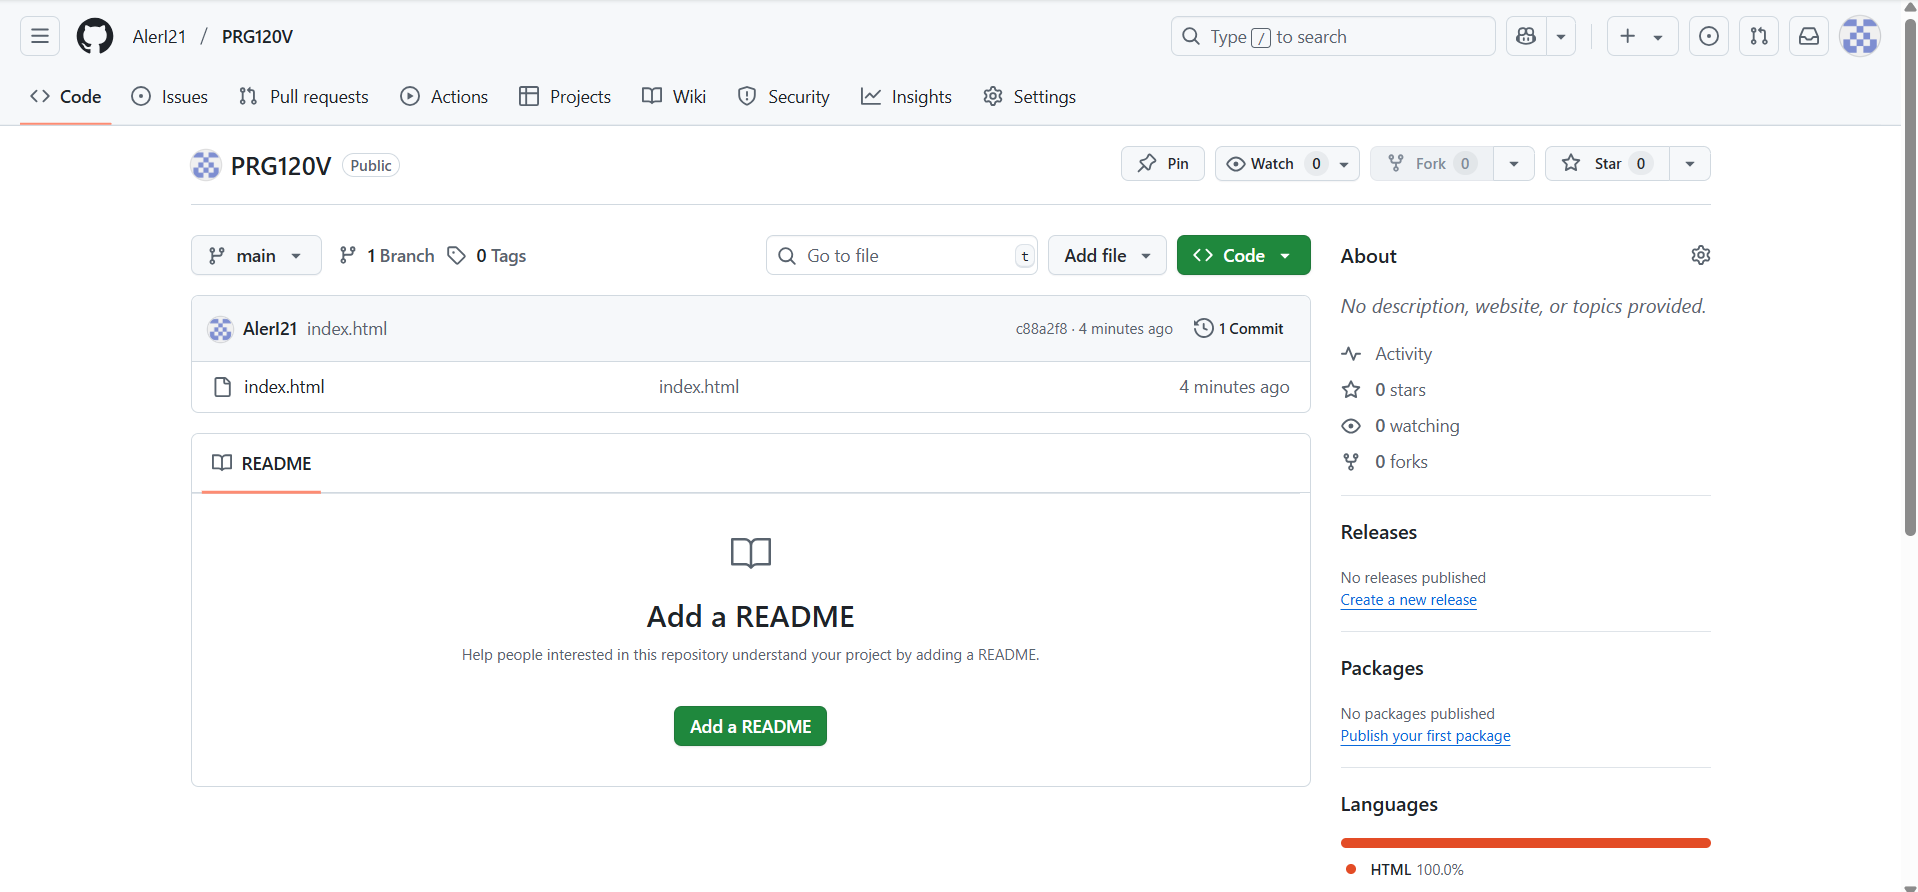 AlerI21 / PRG120V
Type / to search
Code
Issues
Pull requests
Actions
Projects
Wiki
Security
Insights
Settings
PRG120V Public
Pin
Watch 0
Fork 0
Star 0
main
1 Branch
0 Tags
Go to file t
Add file
Code
AlerI21 index.html
c88a2f8 · 4 minutes ago
1 Commit
index.html
index.html
4 minutes ago
README
Add a README
Help people interested in this repository understand your project by adding a README.
Add a README
About
No description, website, or topics provided.
Activity
0 stars
0 watching
0 forks
Releases
No releases published
Create a new release
Packages
No packages published
Publish your first package
Languages
HTML 100.0%